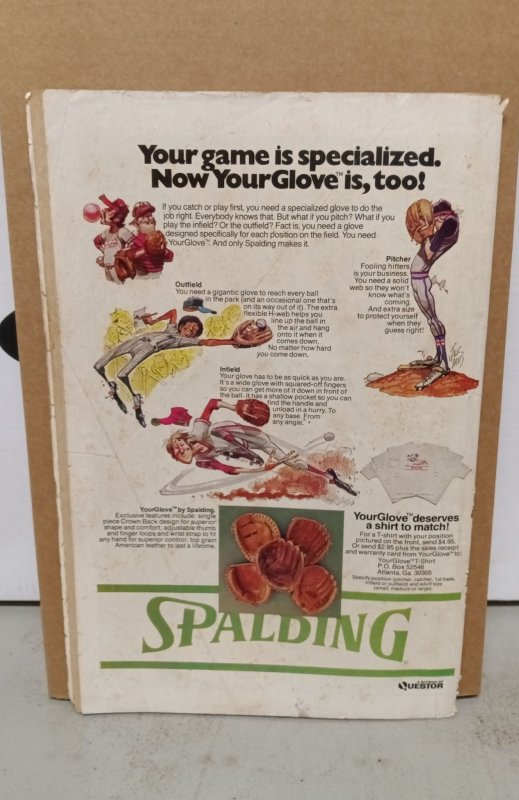 Your game is specialized.
Now YourGlove™ is, too!
If you catch or play first, you need a specialized glove to do the
job right. Everybody knows that. But what if you pitch? What if you
play the infield? Or the outfield? Fact is, you need a glove
designed specifically for each position on the field. You need
YourGlove™. And only Spalding makes it.
Pitcher
Fooling hitters
is your business.
You need a solid
web so they won't
know what's
coming.
And extra size
to protect yourself
when they
guess right!
Outfield
You need a gigantic glove to reach every ball
in the park (and an occasional one that's
on its way out of it). The extra
flexible H-web helps you
line up the ball in
the air and hang
onto it when it
comes down.
No matter how hard
you come down.
Infield
Your glove has to be as quick as you are.
It's a wide glove with squared-off fingers
so you can get more of it down in front of
the ball. It has a shallow pocket so you can
find the handle and
unload in a hurry. To
any base. From
any angle.
YourGlove™ by Spalding.
Exclusive features include: single
piece Crown-Back design for superior
shape and comfort; adjustable thumb
and finger loops and wrist strap to fit
any hand for superior control; top grain
American leather to last a lifetime.
YourGlove™ deserves
a shirt to match!
For a T-shirt with your position
pictured on the front, send $4.95.
Or send $2.95 plus the sales receipt
and warranty card from YourGlove™ to:
YourGlove™ T-Shirt
P.O. Box 52546
Atlanta, Ga. 30305
Specify position (pitcher, catcher, 1st base,
infield or outfield) and adult size
(small, medium or large).
SPALDING
A DIVISION OF
QUESTOR